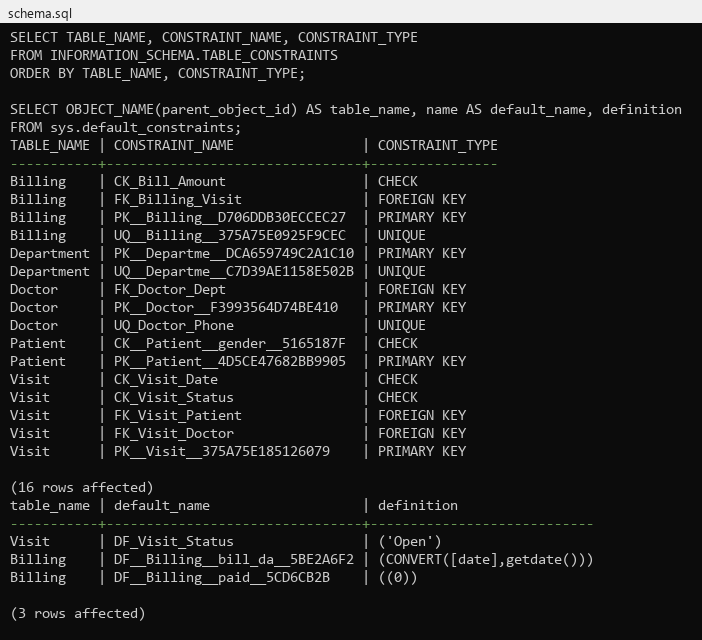 schema.sql
SELECT TABLE_NAME, CONSTRAINT_NAME, CONSTRAINT_TYPE
FROM INFORMATION_SCHEMA.TABLE_CONSTRAINTS
ORDER BY TABLE_NAME, CONSTRAINT_TYPE;

SELECT OBJECT_NAME(parent_object_id) AS table_name, name AS default_name, definition
FROM sys.default_constraints;
TABLE_NAME | CONSTRAINT_NAME                | CONSTRAINT_TYPE
-----------+--------------------------------+----------------
Billing    | CK_Bill_Amount                 | CHECK
Billing    | FK_Billing_Visit               | FOREIGN KEY
Billing    | PK__Billing__D706DDB30ECCEC27  | PRIMARY KEY
Billing    | UQ__Billing__375A75E0925F9CEC  | UNIQUE
Department | PK__Departme__DCA659749C2A1C10 | PRIMARY KEY
Department | UQ__Departme__C7D39AE1158E502B | UNIQUE
Doctor     | FK_Doctor_Dept                 | FOREIGN KEY
Doctor     | PK__Doctor__F3993564D74BE410   | PRIMARY KEY
Doctor     | UQ_Doctor_Phone                | UNIQUE
Patient    | CK__Patient__gender__5165187F  | CHECK
Patient    | PK__Patient__4D5CE47682BB9905  | PRIMARY KEY
Visit      | CK_Visit_Date                  | CHECK
Visit      | CK_Visit_Status                | CHECK
Visit      | FK_Visit_Patient               | FOREIGN KEY
Visit      | FK_Visit_Doctor                | FOREIGN KEY
Visit      | PK__Visit__375A75E185126079    | PRIMARY KEY

(16 rows affected)
table_name | default_name                   | definition
-----------+--------------------------------+----------------------------
Visit      | DF_Visit_Status                | ('Open')
Billing    | DF__Billing__bill_da__5BE2A6F2 | (CONVERT([date],getdate()))
Billing    | DF__Billing__paid__5CD6CB2B    | ((0))

(3 rows affected)